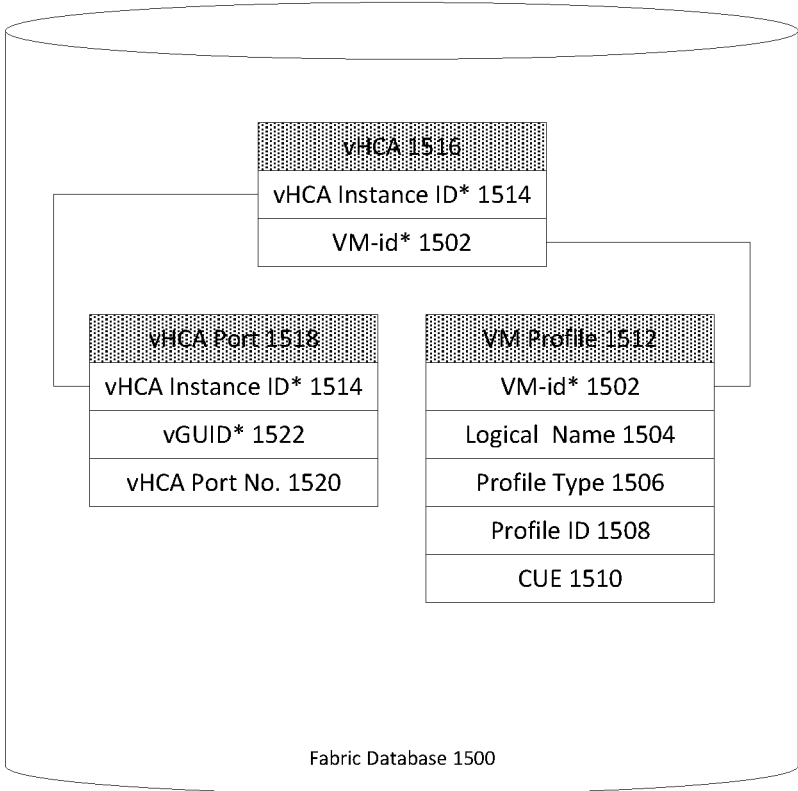 vHCA 1516
vHCA Instance ID* 1514
VM-id* 1502
vHCA Port 1518
vHCA Instance ID* 1514
vGUID* 1522
vHCA Port No. 1520
VM Profile 1512
VM-id* 1502
Logical Name 1504
Profile Type 1506
Profile ID 1508
CUE 1510
Fabric Database 1500